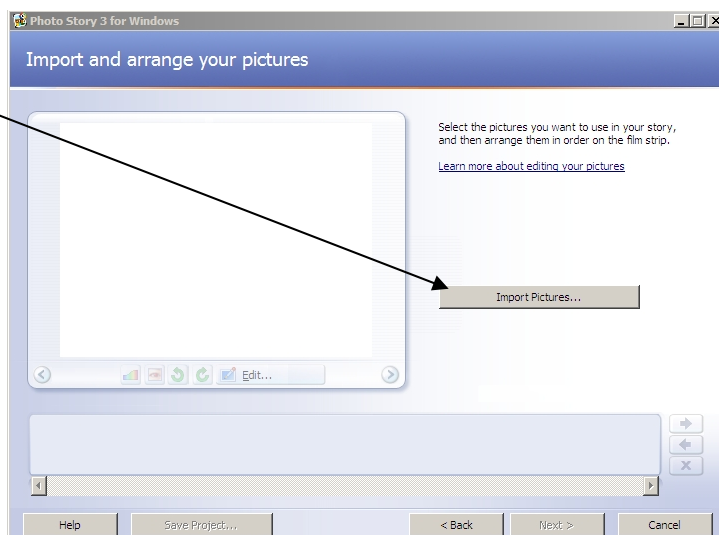 Photo Story 3 for Windows
Import and arrange your pictures
Select the pictures you want to use in your story,
and then arrange them in order on the film strip.
Learn more about editing your pictures
Import Pictures...
Edit...
Help
Save Project...
< Back
Next >
Cancel